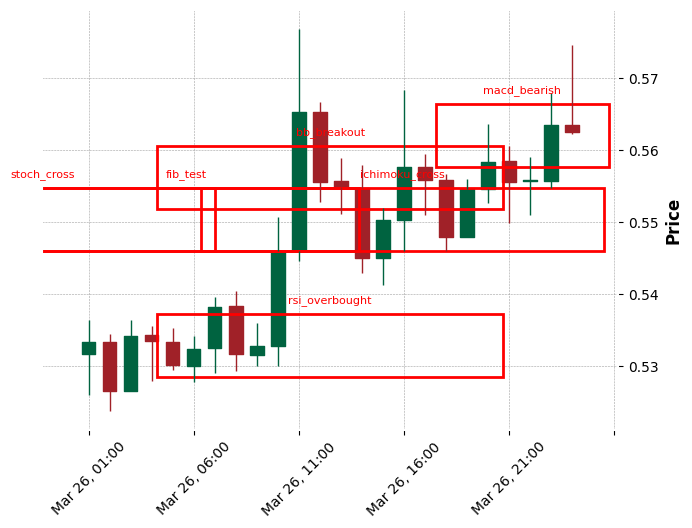 0.57
macd_bearish
bb_breakout
0.56
stoch_cross
fib_test
ichimoku_cross
0.55
Price
0.54
rsi_overbought
0.53
Mar 26, 01:00
Mar 26, 06:00
Mar 26, 11:00
Mar 26, 16:00
Mar 26, 21:00